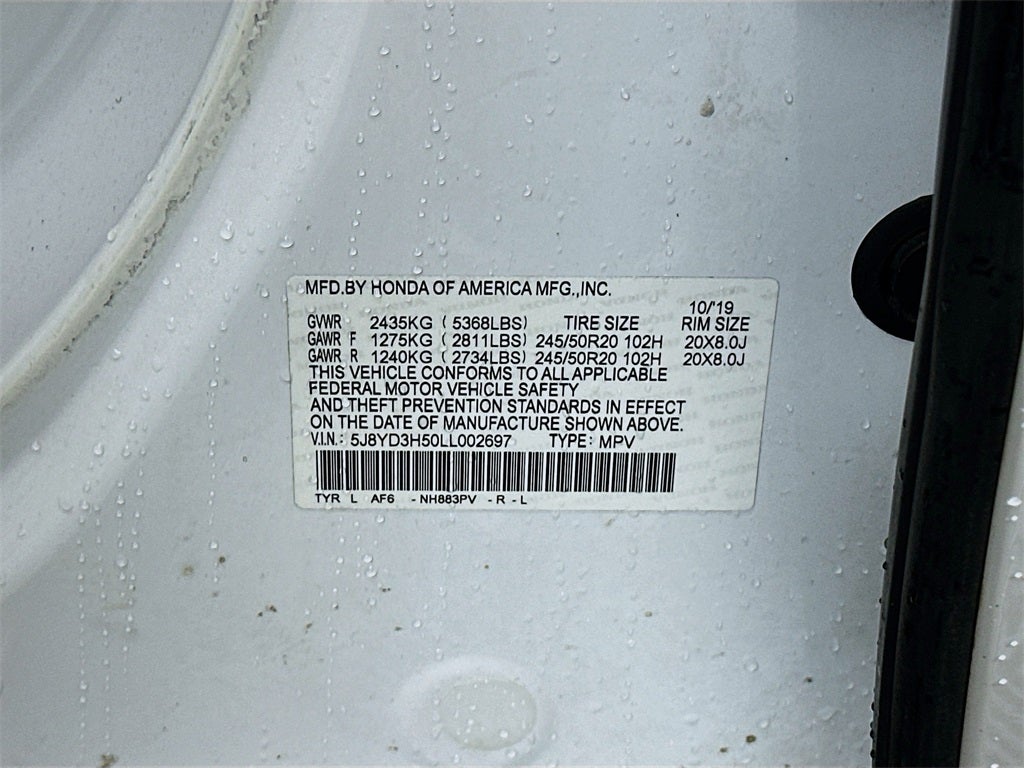 MFD.BY HONDA OF AMERICA MFG.,INC.
10/'19
GVWR 2435KG ( 5368LBS) TIRE SIZE RIM SIZE
GAWR F 1275KG ( 2811LBS) 245/50R20 102H 20X8.0J
GAWR R 1240KG ( 2734LBS) 245/50R20 102H 20X8.0J
THIS VEHICLE CONFORMS TO ALL APPLICABLE
FEDERAL MOTOR VEHICLE SAFETY
AND THEFT PREVENTION STANDARDS IN EFFECT
ON THE DATE OF MANUFACTURE SHOWN ABOVE.
V.I.N.: 5J8YD3H50LL002697 TYPE: MPV
TYR L AF6 - NH883PV - R - L